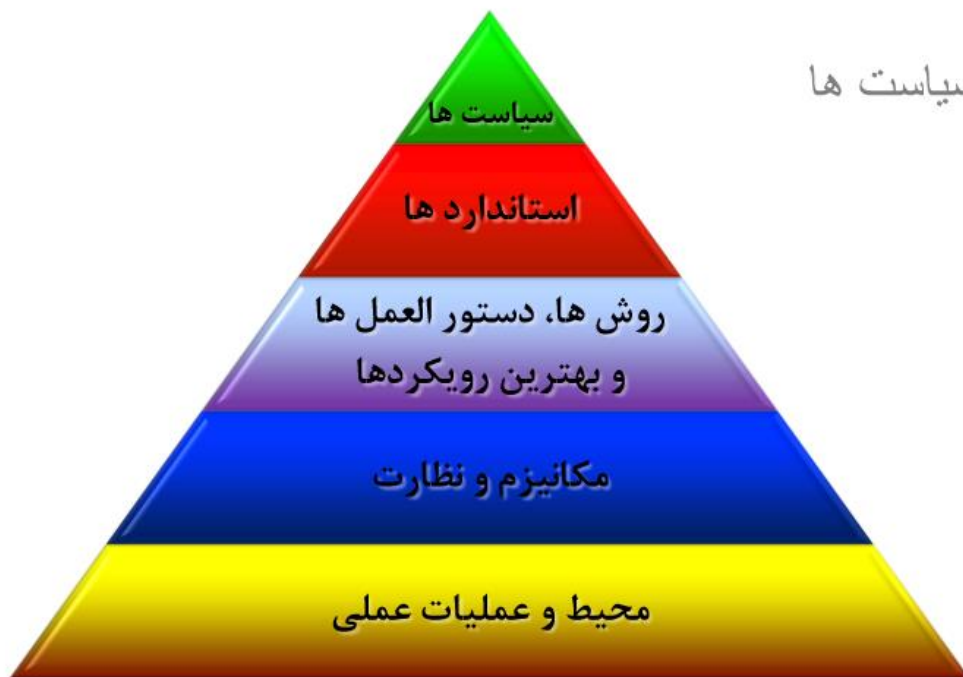 سیاست ها
سیاست ها
استاندارد ها
روش ها، دستور العمل ها
و بهترین رویکردها
مکانیزم و نظارت
محیط و عملیات عملی